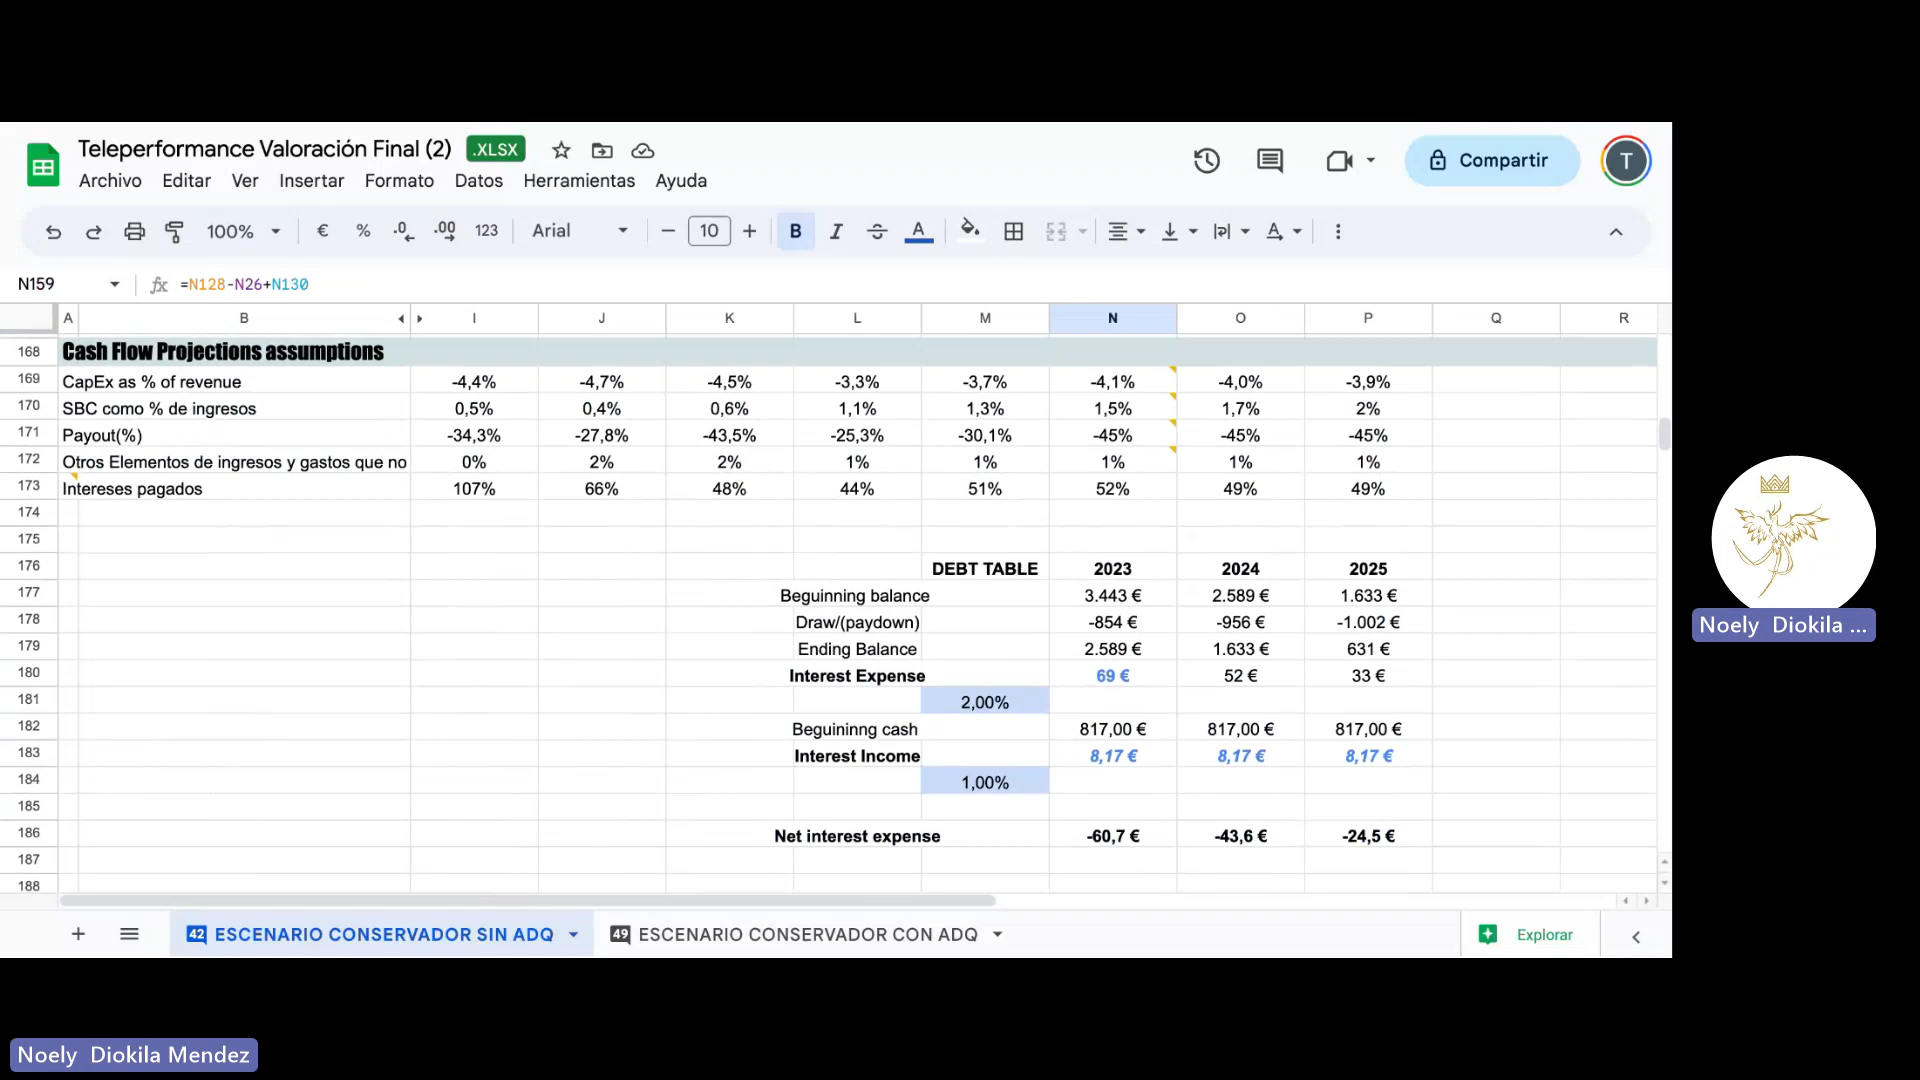 Teleperformance Valoración Final (2) .XLSX
Archivo Editar Ver Insertar Formato Datos Herramientas Ayuda
Compartir
T
100% € % .0 .00 123 Arial 10 B I S A
N159 fx =N128-N26+N130
A B I J K L M N O P Q R
168 Cash Flow Projections assumptions
169 CapEx as % of revenue -4,4% -4,7% -4,5% -3,3% -3,7% -4,1% -4,0% -3,9%
170 SBC como % de ingresos 0,5% 0,4% 0,6% 1,1% 1,3% 1,5% 1,7% 2%
171 Payout(%) -34,3% -27,8% -43,5% -25,3% -30,1% -45% -45% -45%
172 Otros Elementos de ingresos y gastos que no 0% 2% 2% 1% 1% 1% 1% 1%
173 Intereses pagados 107% 66% 48% 44% 51% 52% 49% 49%
174
175
176 DEBT TABLE 2023 2024 2025
177 Beguinning balance 3.443 € 2.589 € 1.633 €
178 Draw/(paydown) -854 € -956 € -1.002 €
179 Ending Balance 2.589 € 1.633 € 631 €
180 Interest Expense 69 € 52 € 33 €
181 2,00%
182 Beguininng cash 817,00 € 817,00 € 817,00 €
183 Interest Income 8,17 € 8,17 € 8,17 €
184 1,00%
185
186 Net interest expense -60,7 € -43,6 € -24,5 €
187
188
42 ESCENARIO CONSERVADOR SIN ADQ 49 ESCENARIO CONSERVADOR CON ADQ Explorar
Noely Diokila ...
Noely Diokila Mendez